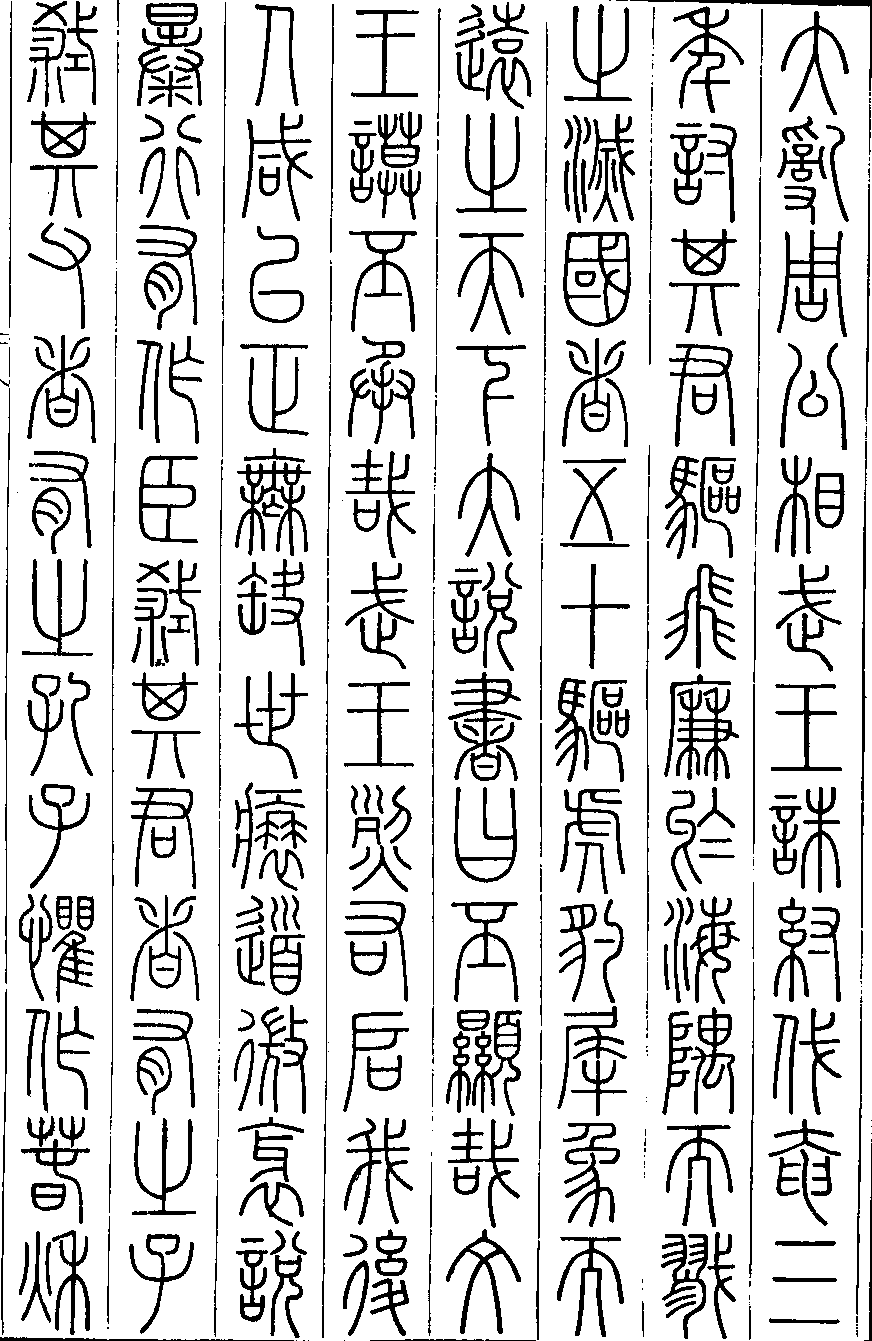 大亂周公相武王誅紂伐奄三
年討其君驅飛廉於海隅而戮
之滅國者五十驅虎豹犀象而
遠之天下大說書曰丕顯哉文
王謨丕承哉武王烈右启我後
人咸以正無缺世衰道微衺說
暴行有作臣弒其君者有之子
弒其父者有之孔子懼作春秋